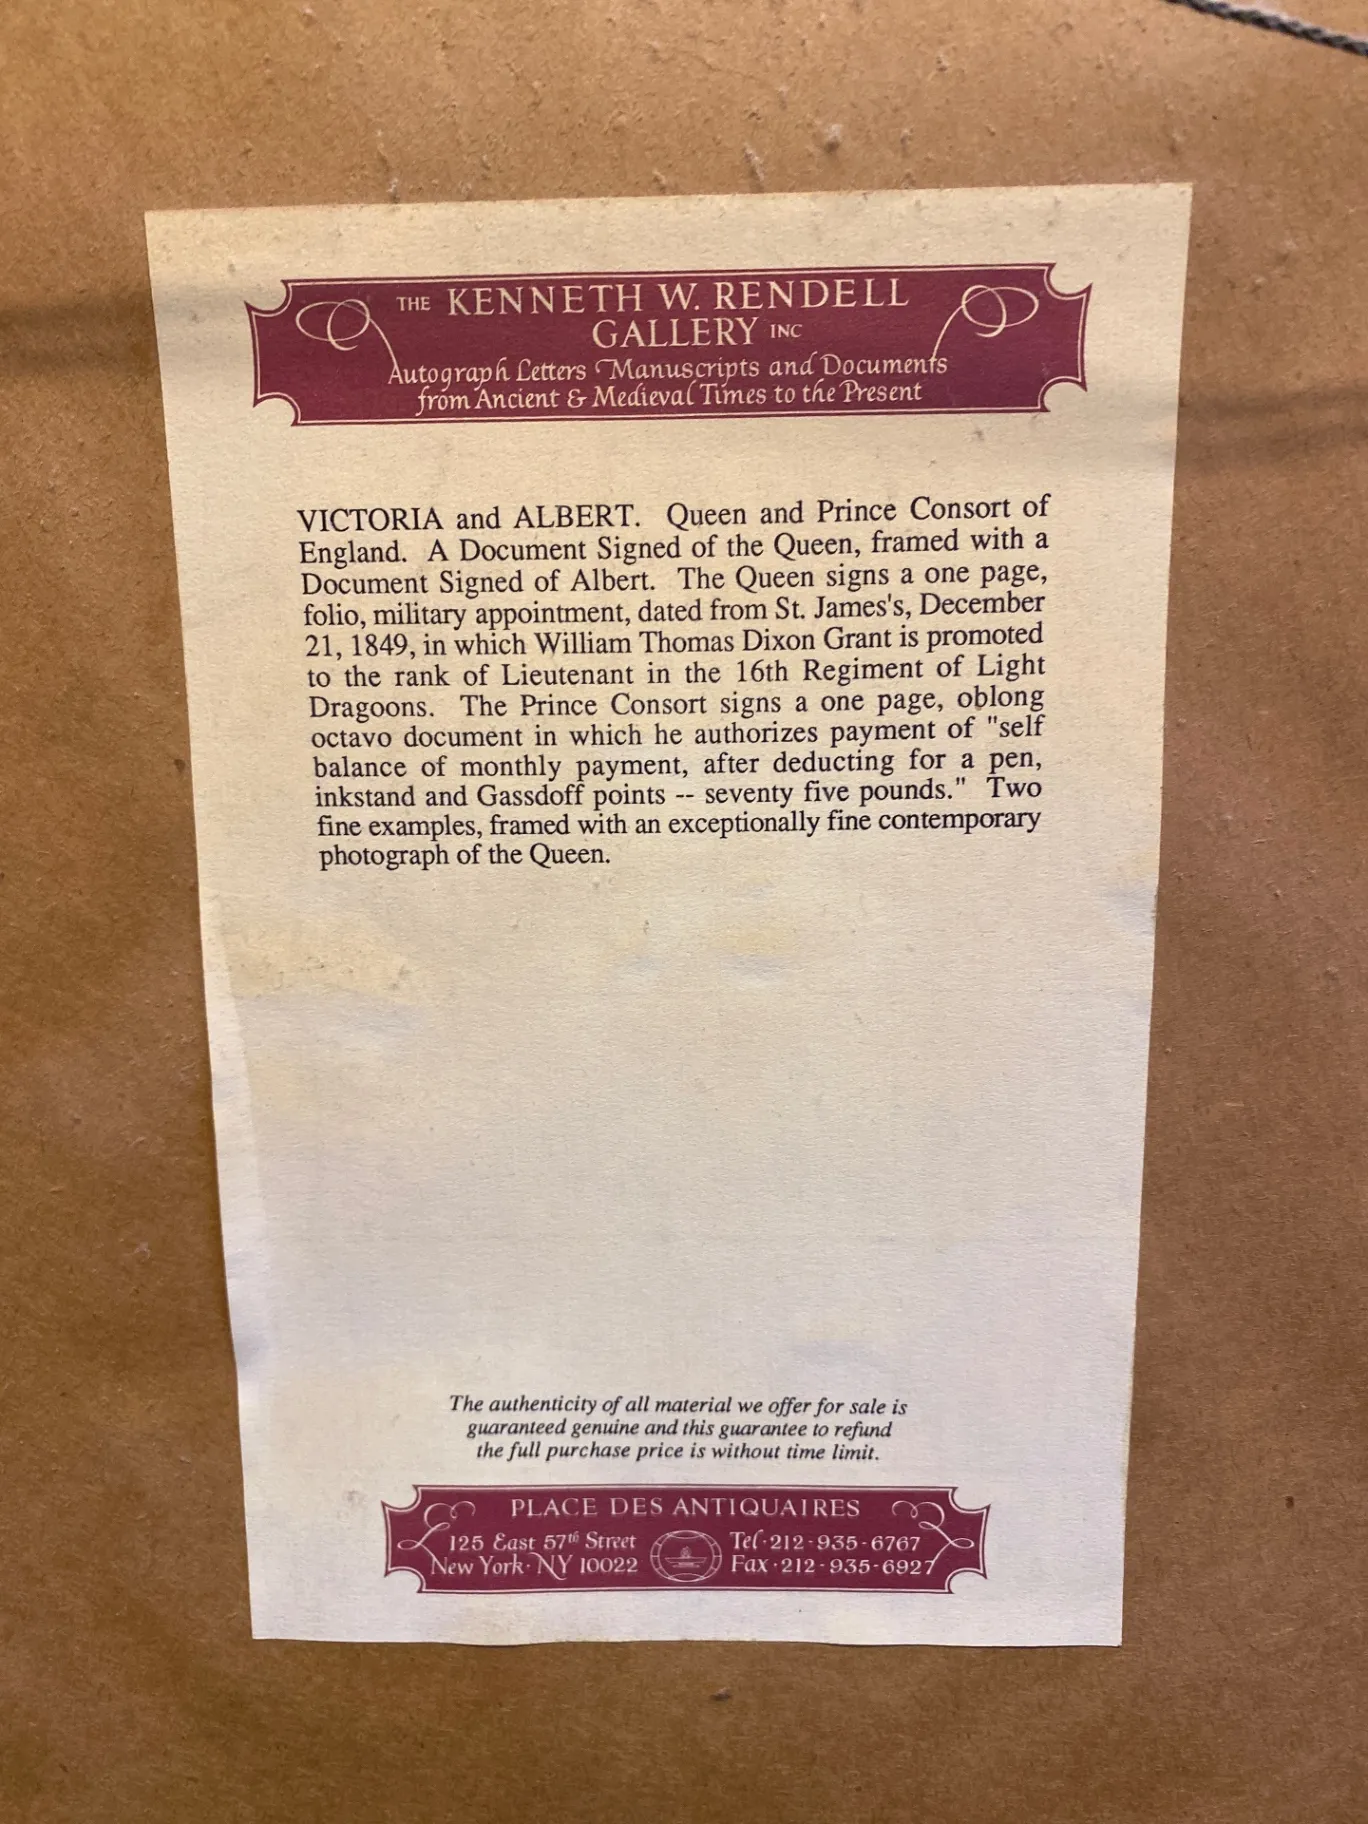 THE KENNETH W. RENDELL
GALLERY INC
Autograph Letters Manuscripts and Documents
from Ancient & Medieval Times to the Present
VICTORIA and ALBERT. Queen and Prince Consort of
England. A Document Signed of the Queen, framed with a
Document Signed of Albert. The Queen signs a one page,
folio, military appointment, dated from St. James's, December
21, 1849, in which William Thomas Dixon Grant is promoted
to the rank of Lieutenant in the 16th Regiment of Light
Dragoons. The Prince Consort signs a one page, oblong
octavo document in which he authorizes payment of "self
balance of monthly payment, after deducting for a pen,
inkstand and Gassdoff points -- seventy five pounds." Two
fine examples, framed with an exceptionally fine contemporary
photograph of the Queen.
The authenticity of all material we offer for sale is
guaranteed genuine and this guarantee to refund
the full purchase price is without time limit.
PLACE DES ANTIQUAIRES
125 East 57th Street
New York · NY 10022
Tel · 212 - 935 - 6767
Fax · 212 - 935 - 6927